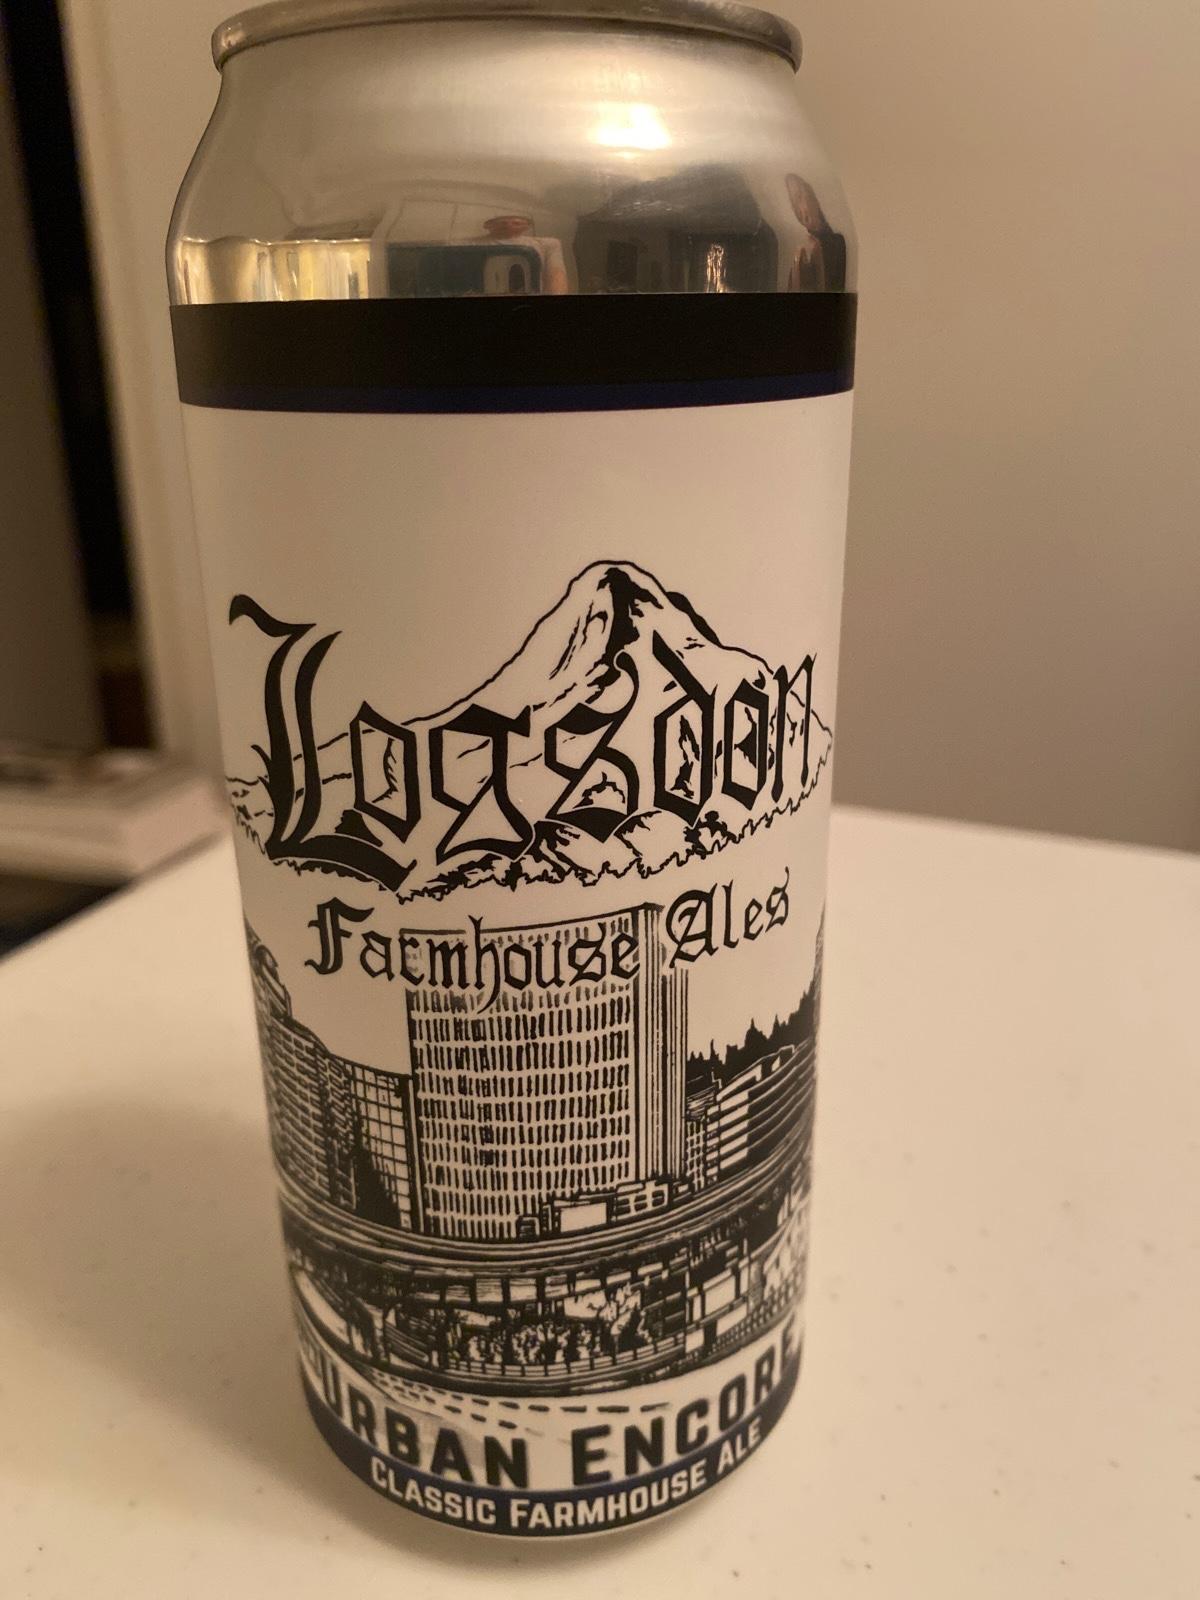 Logsdon
Farmhouse Ales
URBAN ENCORE
CLASSIC FARMHOUSE ALE